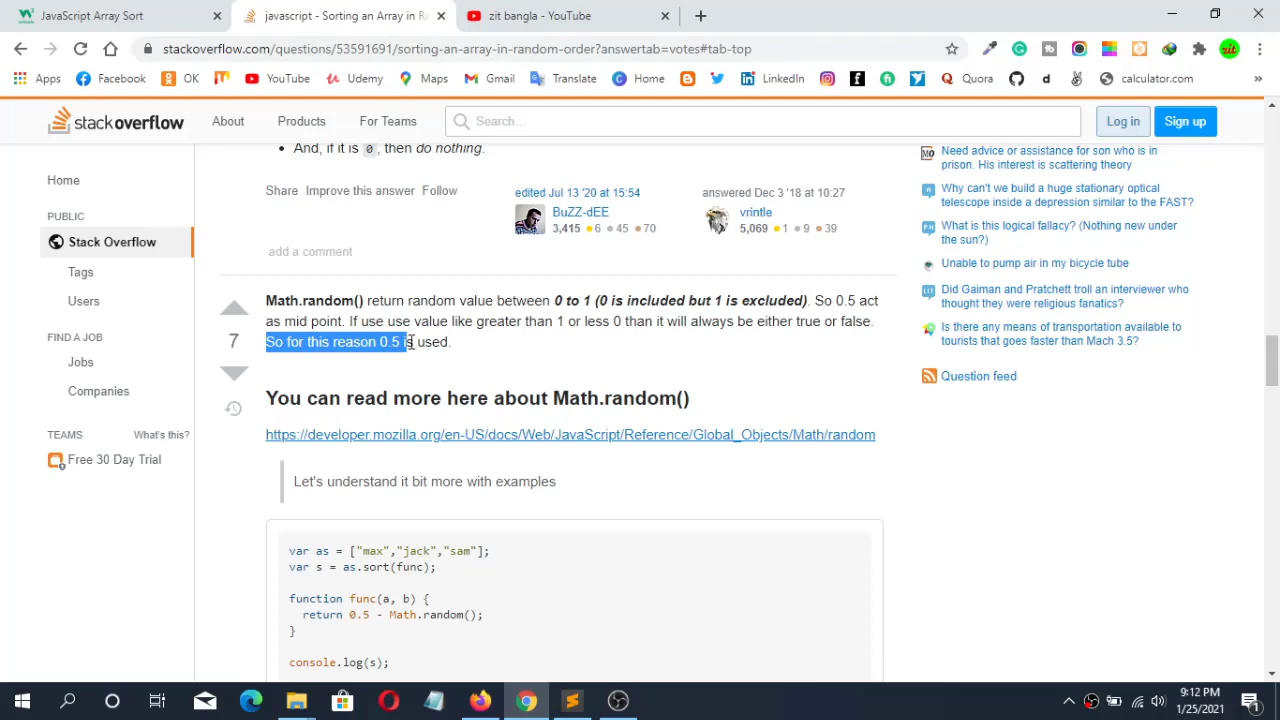 JavaScript Array Sort
javascript - Sorting an Array in Ra
zit bangla - YouTube
stackoverflow.com/questions/53591691/sorting-an-array-in-random-order?answertab=votes#tab-top
Apps
Facebook
OK
YouTube
Udemy
Maps
Gmail
Translate
Home
LinkedIn
Quora
calculator.com
»
stackoverflow
About
Products
For Teams
Search…
Log in
Sign up
Home
PUBLIC
Stack Overflow
Tags
Users
FIND A JOB
Jobs
Companies
TEAMS
What's this?
Free 30 Day Trial
• And, if it is 0, then do nothing.
Share Improve this answer Follow
edited Jul 13 '20 at 15:54
BuZZ-dEE
3,415 6 45 70
answered Dec 3 '18 at 10:27
vrintle
5,069 1 9 39
add a comment
7
Math.random() return random value between 0 to 1 (0 is included but 1 is excluded). So 0.5 act
as mid point. If use use value like greater than 1 or less 0 than it will always be either true or false.
So for this reason 0.5 is used.
You can read more here about Math.random()
https://developer.mozilla.org/en-US/docs/Web/JavaScript/Reference/Global_Objects/Math/random
Let's understand it bit more with examples
var as = ["max","jack","sam"];
var s = as.sort(func);
function func(a, b) {
return 0.5 - Math.random();
}
console.log(s);
Need advice or assistance for son who is in
prison. His interest is scattering theory
Why can't we build a huge stationary optical
telescope inside a depression similar to the FAST?
What is this logical fallacy? (Nothing new under
the sun?)
Unable to pump air in my bicycle tube
Did Gaiman and Pratchett troll an interviewer who
thought they were religious fanatics?
Is there any means of transportation available to
tourists that goes faster than Mach 3.5?
Question feed
9:12 PM
1/25/2021